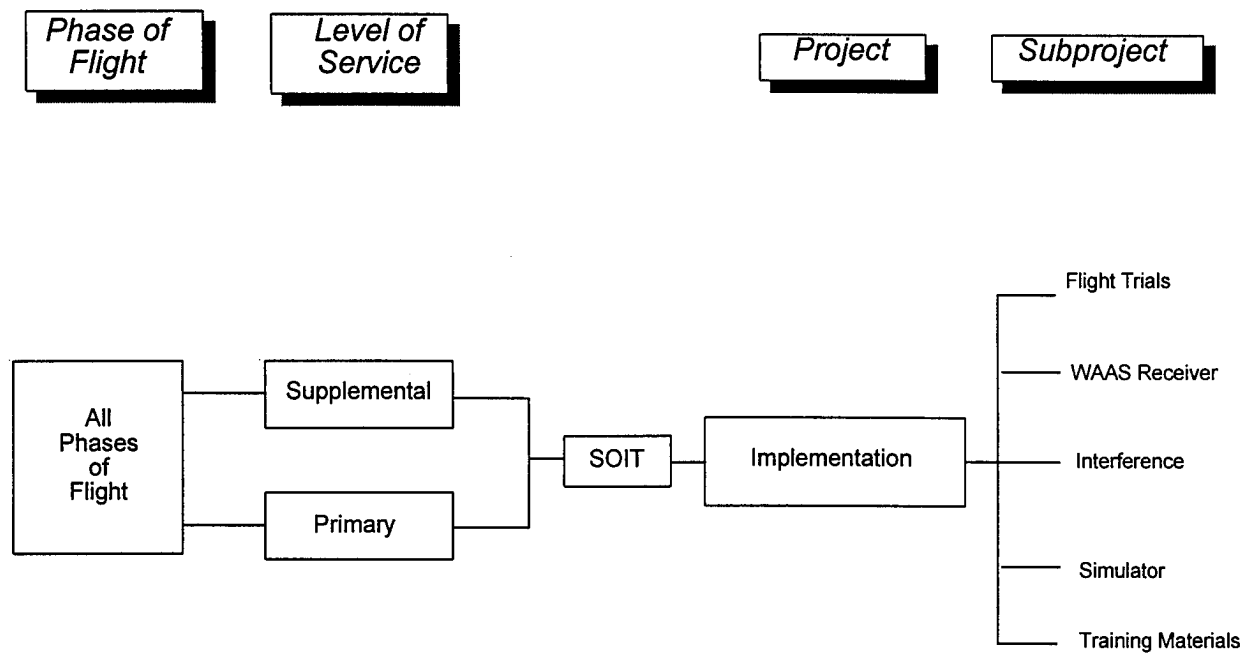 Phase of
Flight
Level of
Service
Project
Subproject
All
Phases
of
Flight
Supplemental
Primary
SOIT
Implementation
Flight Trials
WAAS Receiver
Interference
Simulator
Training Materials